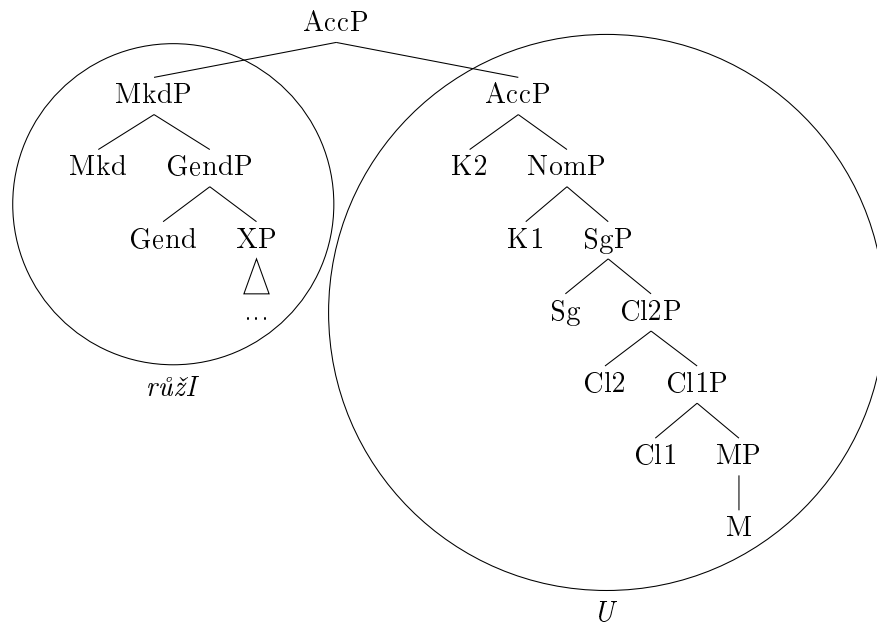 AccP
MkdP AccP
Mkd GendP K2 NomP
Gend XP K1 SgP
... Sg Cl2P
růžI Cl2 Cl1P
Cl1 MP
M
U